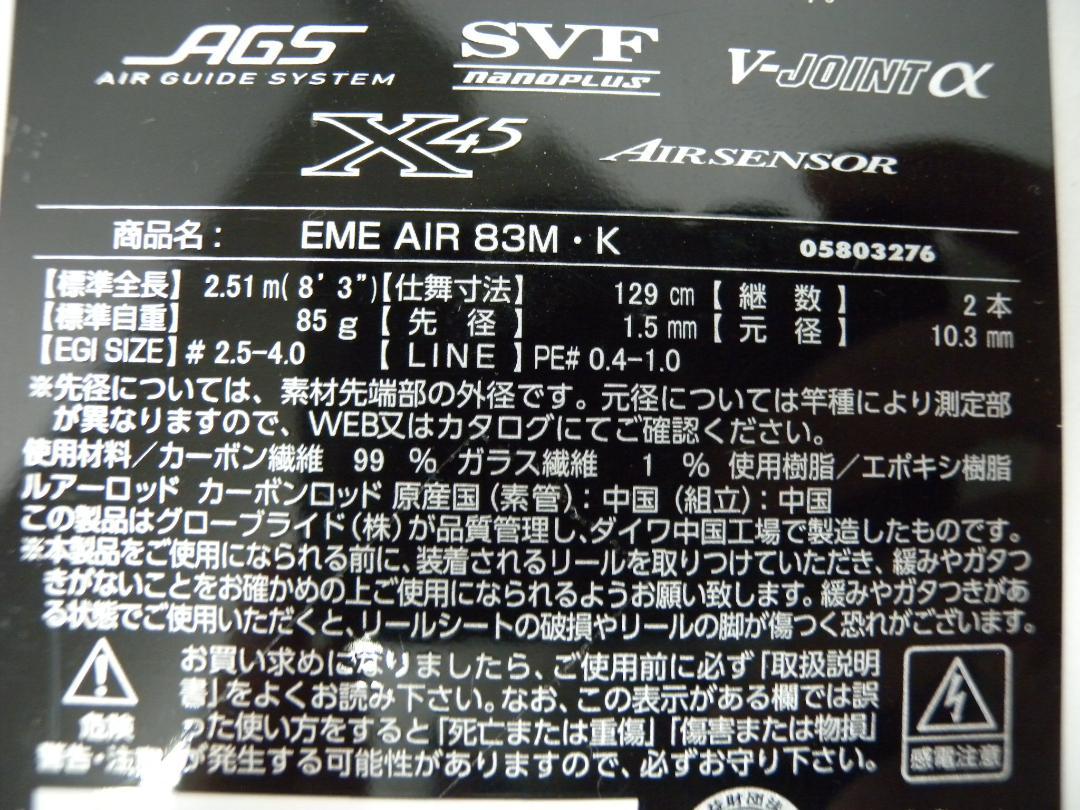 AGS
AIR GUIDE SYSTEM
SVF
nanoPLUS
V-JOINT α
X45
AIRSENSOR
商品名: EME AIR 83M・K 05803276
【標準全長】 2.51m(8'3")【仕舞寸法】 129㎝【継数】 2本
【標準自重】 85g【先径】 1.5㎜【元径】 10.3㎜
【EGI SIZE】# 2.5-4.0 【LINE】PE# 0.4-1.0
※先径については、素材先端部の外径です。元径については竿種により測定部
が異なりますので、WEB又はカタログにてご確認ください。
使用材料/カーボン繊維 99 % ガラス繊維 1 % 使用樹脂/エポキシ樹脂
ルアーロッド カーボンロッド 原産国(素管):中国(組立):中国
この製品はグローブライド(株)が品質管理し、ダイワ中国工場で製造したものです。
※本製品をご使用になられる前に、装着されるリールを取りつけていただき、緩みやガタつ
きがないことをお確かめの上ご使用になられるようお願い致します。緩みやガタつきがあ
る状態でご使用いただくと、リールシートの破損やリールの脚が傷つく恐れがございます。
お買い求めになりましたら、ご使用前に必ず「取扱説明
書」をよくお読み下さい。なお、この表示がある欄では誤
った使い方をすると「死亡または重傷」「傷害または物損」
が発生する可能性がありますので、必ずお守り下さい。
危険
警告・注意
感電注意